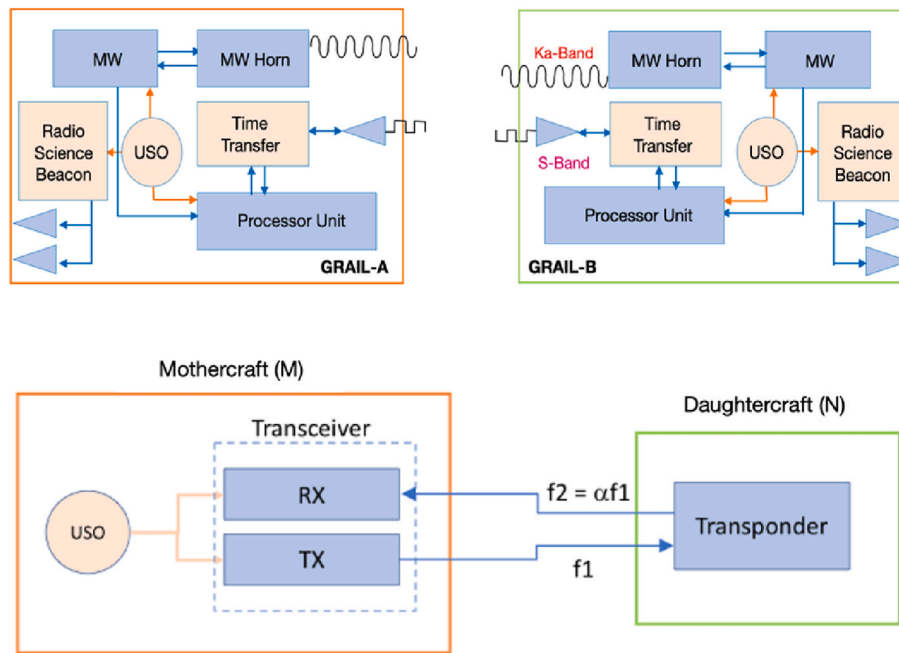 MW
MW Horn
Radio
Science
Beacon
USO
Time
Transfer
Processor Unit
GRAIL-A
Ka-Band
MW Horn
MW
S-Band
Time
Transfer
USO
Radio
Science
Beacon
Processor Unit
GRAIL-B
Mothercraft (M)
Transceiver
USO
RX
TX
f2 = αf1
f1
Daughtercraft (N)
Transponder